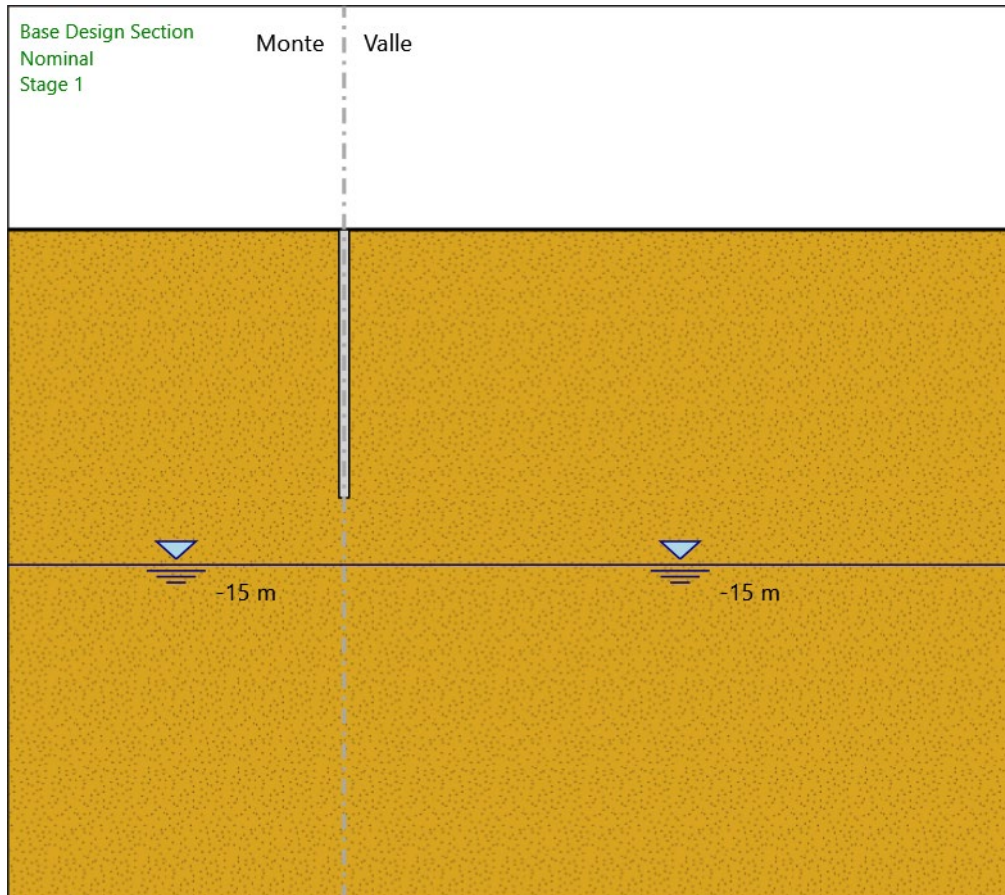 Base Design Section
Nominal
Stage 1
Monte
Valle
-15 m
-15 m